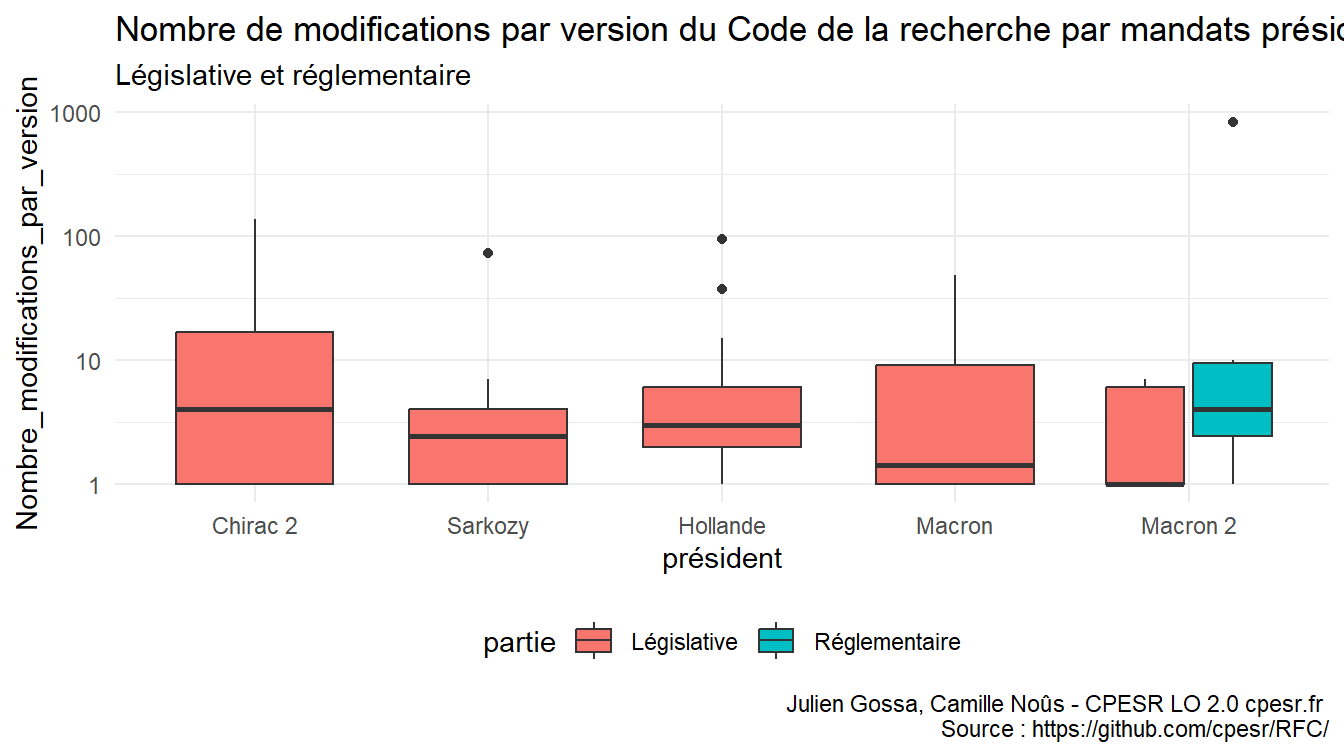 Nombre de modifications par version du Code de la recherche par mandats présic
Législative et réglementaire
Nombre_modifications_par_version
1000
100
10
1
Chirac 2 Sarkozy Hollande Macron Macron 2
président
partie Législative Réglementaire
Julien Gossa, Camille Noûs - CPESR LO 2.0 cpesr.fr
Source : https://github.com/cpesr/RFC/